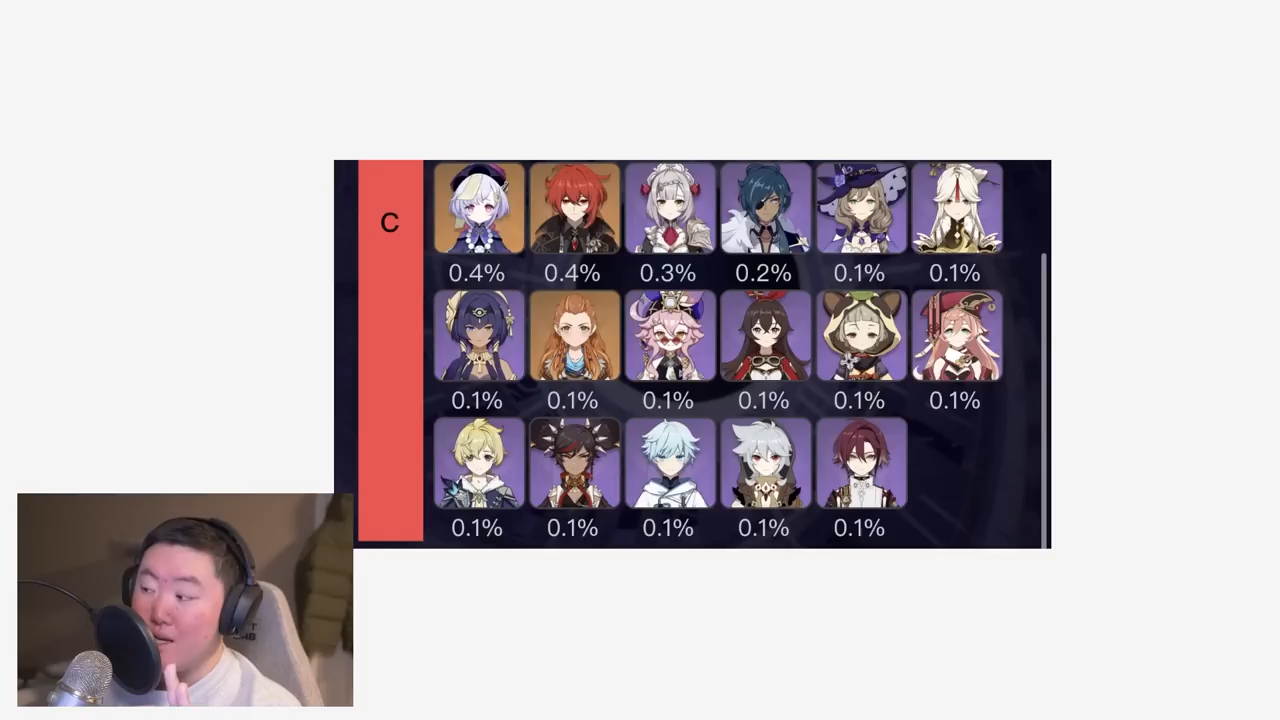 C
0.4% 0.4% 0.3% 0.2% 0.1% 0.1%
0.1% 0.1% 0.1% 0.1% 0.1% 0.1%
0.1% 0.1% 0.1% 0.1% 0.1%